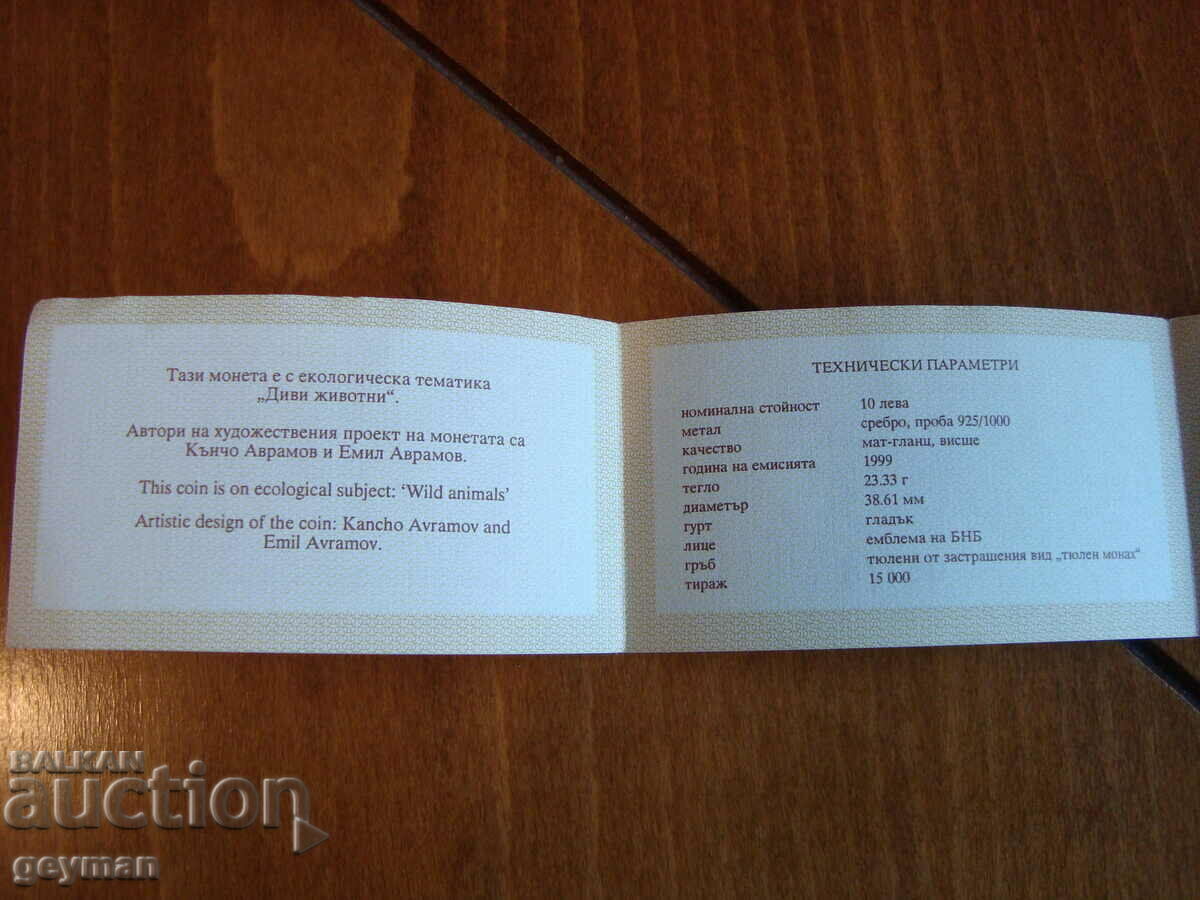 Тази монета е с екологическа тематика
„Диви животни“.
Автори на художествения проект на монетата са
Кънчо Аврамов и Емил Аврамов.
This coin is on ecological subject: ‘Wild animals’
Artistic design of the coin: Kancho Avramov and
Emil Avramov.
ТЕХНИЧЕСКИ ПАРАМЕТРИ
номинална стойност 10 лева
метал сребро, проба 925/1000
качество мат-гланц, висше
година на емисията 1999
тегло 23.33 г
диаметър 38.61 мм
гурт гладък
лице емблема на БНБ
гръб тюлени от застрашения вид „тюлен монах“
тираж 15 000
BALKAN
auction
geyman